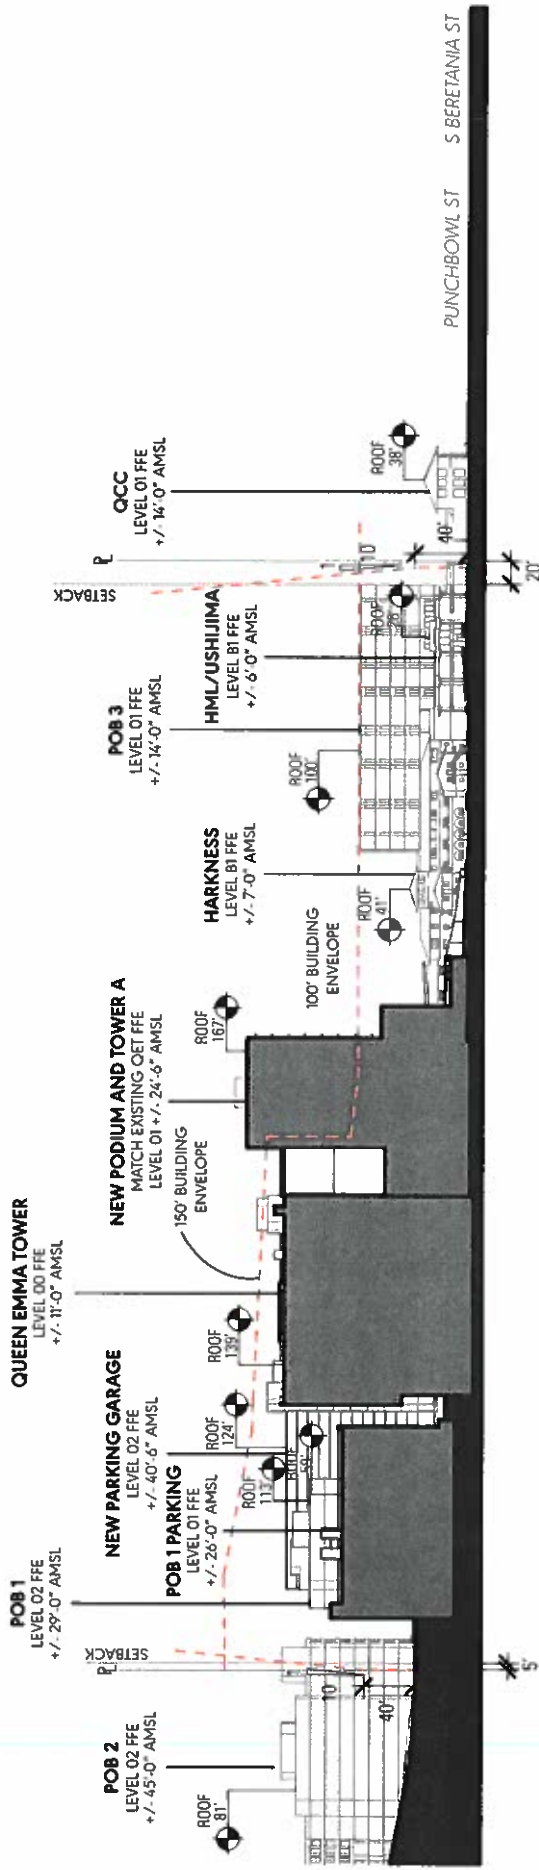 POB 2
LEVEL 02 FFE
+/- 45'-0" AMSL
ROOF
81'
POB 1
LEVEL 02 FFE
+/- 29'-0" AMSL
PL
SETBACK
10'
40'
5'
NEW PARKING GARAGE
LEVEL 02 FFE
+/- 40'-6" AMSL
POB 1 PARKING
LEVEL 01 FFE
+/- 26'-0" AMSL
ROOF
113'
ROOF
59'
ROOF
124'
ROOF
139'
QUEEN EMMA TOWER
LEVEL 00 FFE
+/- 11'-0" AMSL
150' BUILDING
ENVELOPE
NEW PODIUM AND TOWER A
MATCH EXISTING QET FFE
LEVEL 01 +/- 24'-6" AMSL
ROOF
167'
100' BUILDING
ENVELOPE
HARKNESS
LEVEL B1 FFE
+/- 7'-0" AMSL
ROOF
41'
ROOF
100'
POB 3
LEVEL 01 FFE
+/- 14'-0" AMSL
HML/USHIJIMA
LEVEL B1 FFE
+/- 6'-0" AMSL
ROOF
SETBACK
PL
1
10
40'
20'
QCC
LEVEL 01 FFE
+/- 14'-0" AMSL
ROOF
38'
PUNCHBOWL ST
S BERETANIA ST